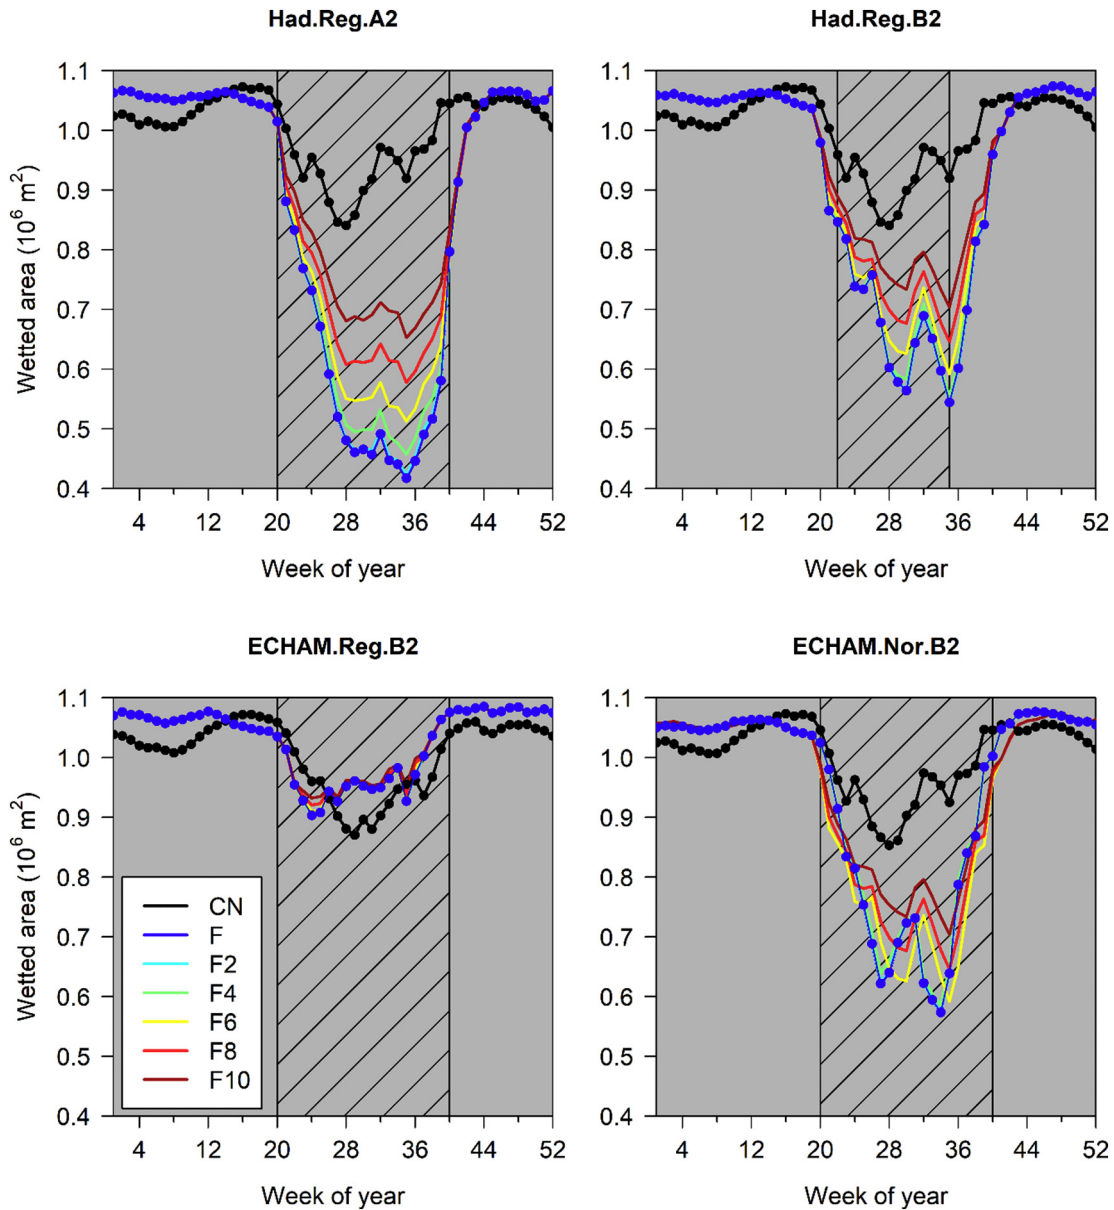 Had.Reg.A2
Had.Reg.B2
1.1
1.0
0.9
0.8
0.7
0.6
0.5
0.4
Wetted area (10⁶ m²)
4 12 20 28 36 44 52
Week of year
1.1
1.0
0.9
0.8
0.7
0.6
0.5
0.4
4 12 20 28 36 44 52
Week of year
ECHAM.Reg.B2
ECHAM.Nor.B2
1.1
1.0
0.9
0.8
0.7
0.6
0.5
0.4
Wetted area (10⁶ m²)
CN
F
F2
F4
F6
F8
F10
4 12 20 28 36 44 52
Week of year
1.1
1.0
0.9
0.8
0.7
0.6
0.5
0.4
4 12 20 28 36 44 52
Week of year